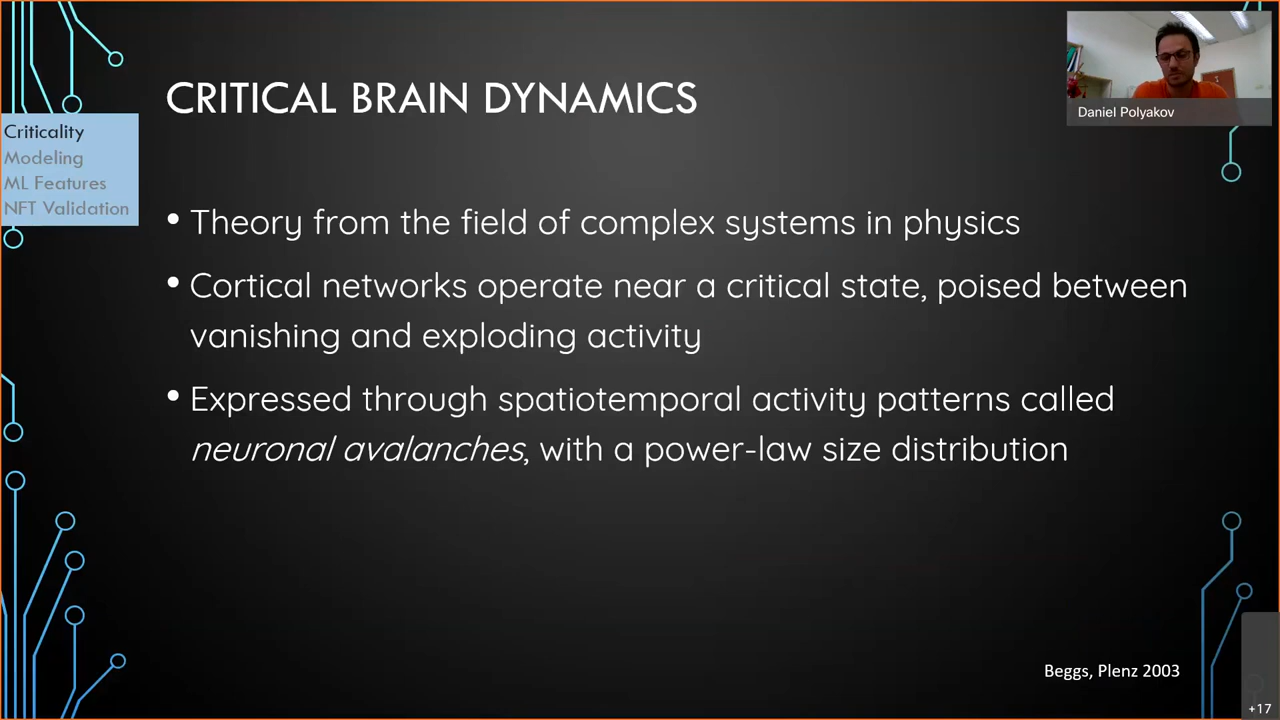 CRITICAL BRAIN DYNAMICS
Daniel Polyakov
Criticality
Modeling
ML Features
NFT Validation
• Theory from the field of complex systems in physics
• Cortical networks operate near a critical state, poised between
vanishing and exploding activity
• Expressed through spatiotemporal activity patterns called
neuronal avalanches, with a power-law size distribution
Beggs, Plenz 2003
+17